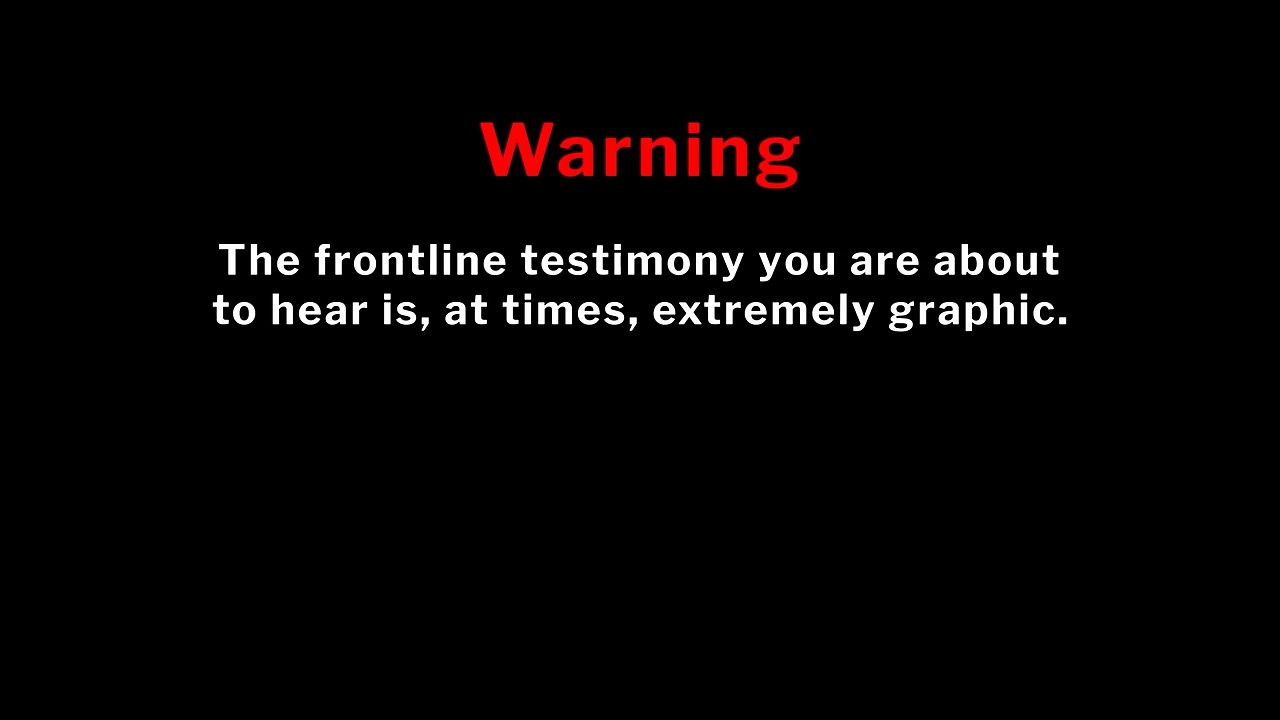 Warning
The frontline testimony you are about
to hear is, at times, extremely graphic.